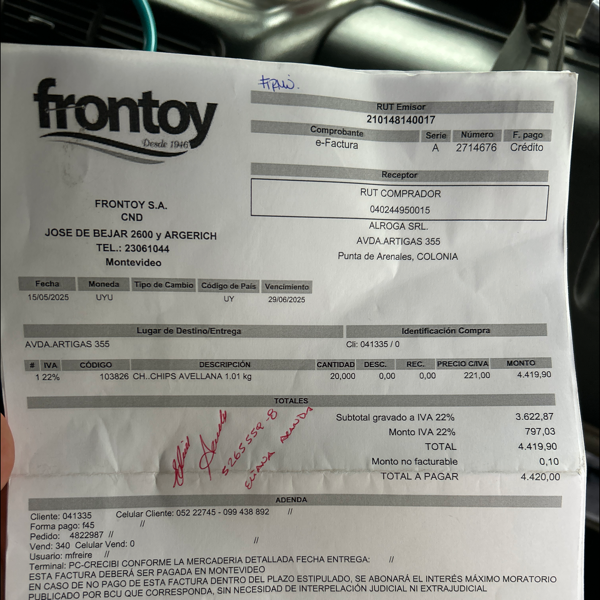 frontoy
Desde 1946
RUT Emisor
210148140017
Comprobante Serie Número F. pago
e-Factura A 2714676 Crédito
Receptor
RUT COMPRADOR
040244950015
ALROGA SRL.
AVDA.ARTIGAS 355
Punta de Arenales, COLONIA
FRONTOY S.A.
CND
JOSE DE BEJAR 2600 y ARGERICH
TEL.: 23061044
Montevideo
Fecha Moneda Tipo de Cambio Código de País Vencimiento
15/05/2025 UYU UY 29/06/2025
Lugar de Destino/Entrega Identificación Compra
AVDA.ARTIGAS 355 Cli: 041335 / 0
# IVA CÓDIGO DESCRIPCIÓN CANTIDAD DESC. REC. PRECIO C/IVA MONTO
1 22% 103826 CH..CHIPS AVELLANA 1.01 kg 20,000 0,00 0,00 221,00 4.419,90
TOTALES
Subtotal gravado a IVA 22% 3.622,87
Monto IVA 22% 797,03
TOTAL 4.419,90
Monto no facturable 0,10
TOTAL A PAGAR 4.420,00
5265558-8
ADENDA
Cliente: 041335 Celular Cliente: 052 22745 - 099 438 892 //
Forma pago: f45 //
Pedido: 4822987 //
Vend: 340 Celular Vend: 0 //
Usuario: mfreire //
Terminal: PC-CRECIBI CONFORME LA MERCADERIA DETALLADA FECHA ENTREGA: //
ESTA FACTURA DEBERÁ SER PAGADA EN MONTEVIDEO
EN CASO DE NO PAGO DE ESTA FACTURA DENTRO DEL PLAZO ESTIPULADO, SE ABONARÁ EL INTERÉS MÁXIMO MORATORIO
PUBLICADO POR BCU QUE CORRESPONDA, SIN NECESIDAD DE INTERPELACIÓN JUDICIAL NI EXTRAJUDICIAL